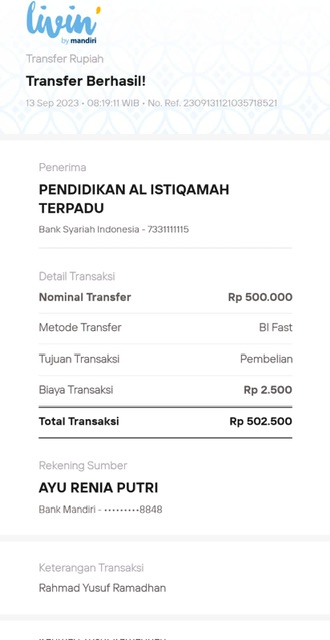 livin'
by mandiri
Transfer Rupiah
Transfer Berhasil!
13 Sep 2023 • 08:19:11 WIB • No. Ref. 2309131121035718521
Penerima
PENDIDIKAN AL ISTIQAMAH
TERPADU
Bank Syariah Indonesia - 7331111115
Detail Transaksi
Nominal Transfer Rp 500.000
Metode Transfer BI Fast
Tujuan Transaksi Pembelian
Biaya Transaksi Rp 2.500
Total Transaksi Rp 502.500
Rekening Sumber
AYU RENIA PUTRI
Bank Mandiri - •••••••••8848
Keterangan Transaksi
Rahmad Yusuf Ramadhan